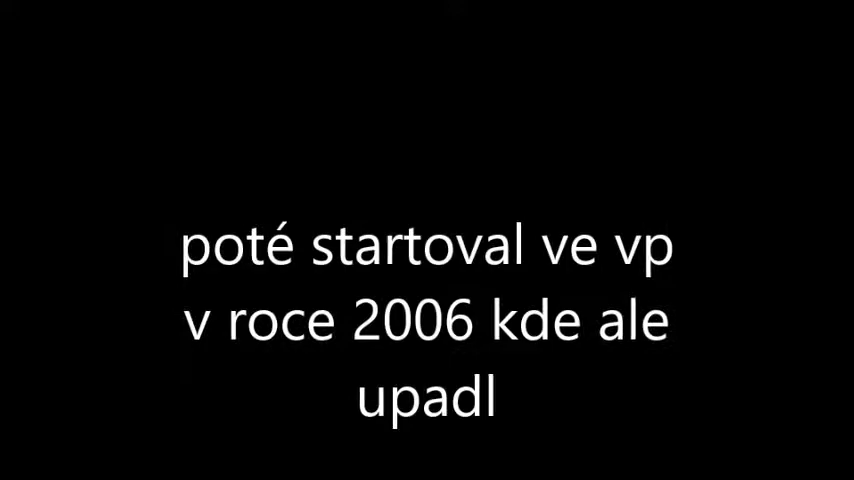 poté startoval ve vp
v roce 2006 kde ale
upadl